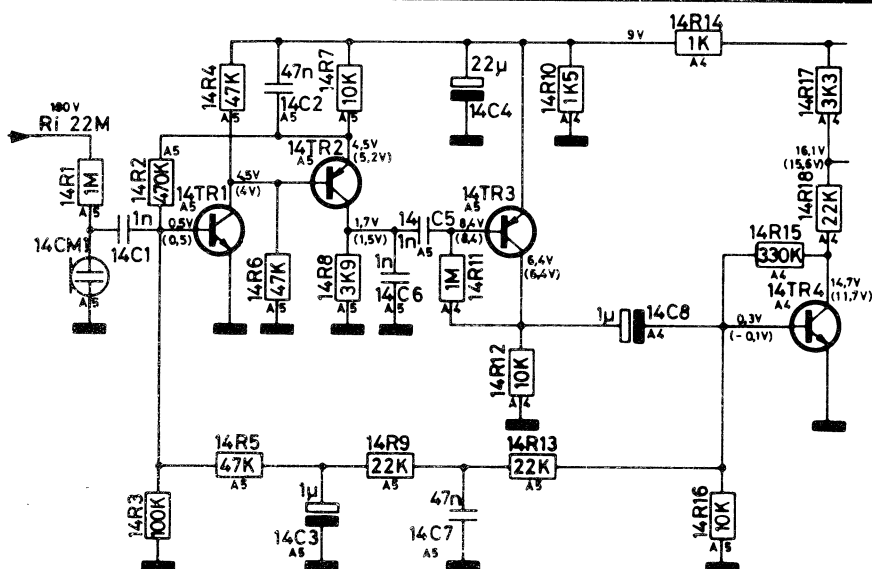 14R14
9V
1K
A4
14R4
47K
A5
47n
14C2
A5
14R7
10K
A5
22µ
14C4
A5
14R10
1K5
A4
14R17
3K3
A4
180V
Ri 22M
14R1
1M
A5
14R2
A5
470K
14TR1
A5
0,5V
(0,5)
4,5V
(4V)
14TR2
A5
4,5V
(5,2V)
1,7V
(1,5V)
14C5
1n
A5
14TR3
A5
8,4V
(8,4)
6,4V
(6,4V)
16,1V
(15,6V)
14R18
22K
A4
14R15
330K
A4
14CM1
A5
1n
14C1
14R6
47K
A5
14R8
3K9
A5
1n
14C6
A5
1M
14R11
A4
1µ
14C8
A4
0,3V
(-0,1V)
14TR4
A4
14,7V
(11,7V)
14R12
10K
A4
14R5
47K
A5
14R9
22K
A5
14R13
22K
A5
14R3
100K
A5
1µ
14C3
A5
47n
14C7
A5
14R16
10K
A5